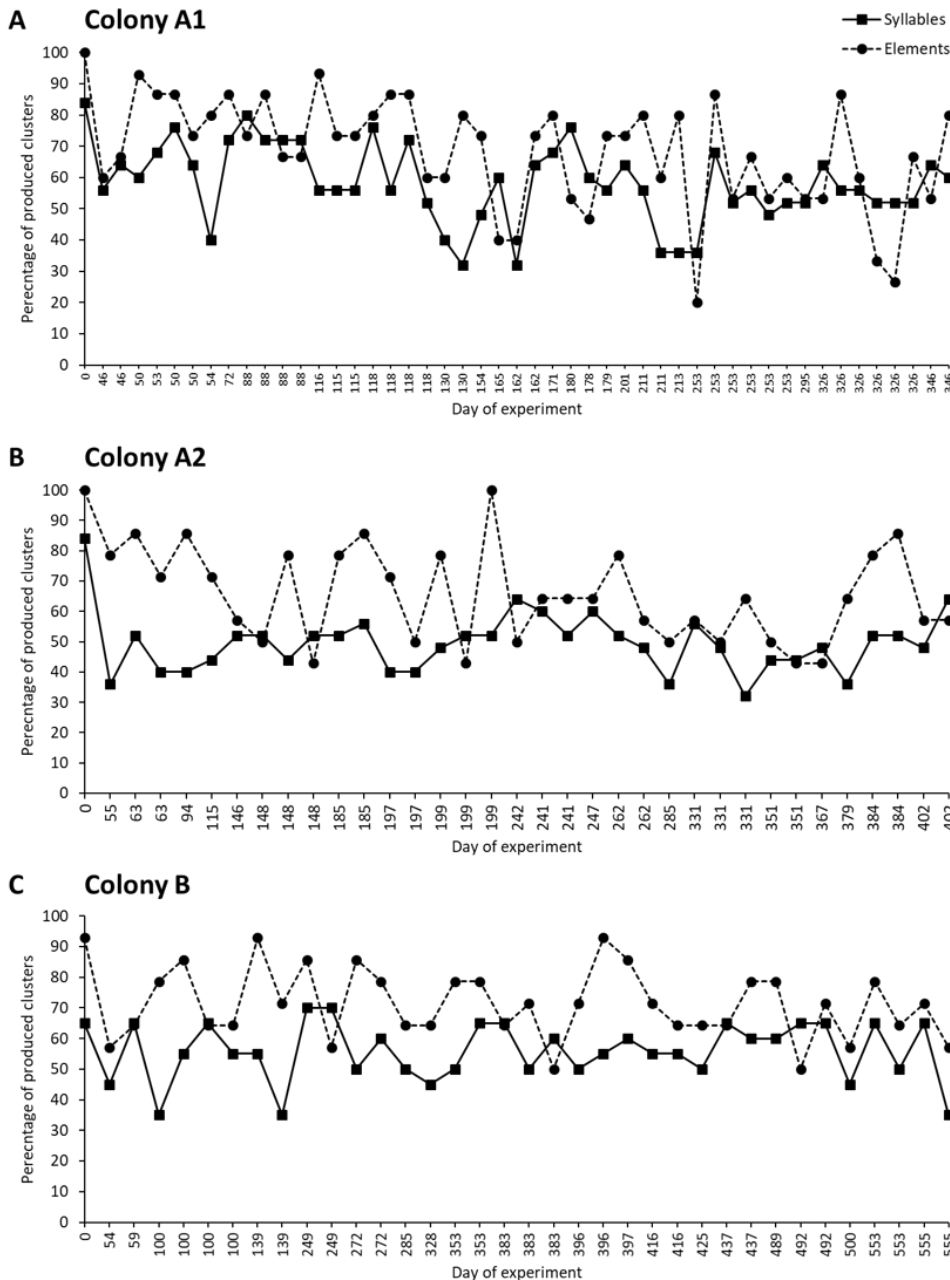 A Colony A1
Syllables
Elements
100
90
80
70
60
50
40
30
20
10
0
Perecntage of produced clusters
0 46 46 50 53 50 50 54 72 88 88 88 88 116 115 115 118 118 118 118 130 130 154 165 162 162 171 180 178 179 201 211 211 213 253 253 253 253 253 253 295 326 326 326 326 326 326 346 346
Day of experiment
B Colony A2
100
90
80
70
60
50
40
30
20
10
0
Perecntage of produced clusters
0 55 63 63 94 115 146 148 148 148 185 185 197 197 199 199 199 242 241 241 247 262 262 285 331 331 331 351 351 367 379 384 384 402 402
Day of experiment
C Colony B
100
90
80
70
60
50
40
30
20
10
0
Perecntage of produced clusters
0 54 59 100 100 100 100 139 139 249 249 272 272 285 328 353 353 383 383 383 396 396 397 416 416 425 437 437 489 492 492 500 553 553 555 555
Day of experiment